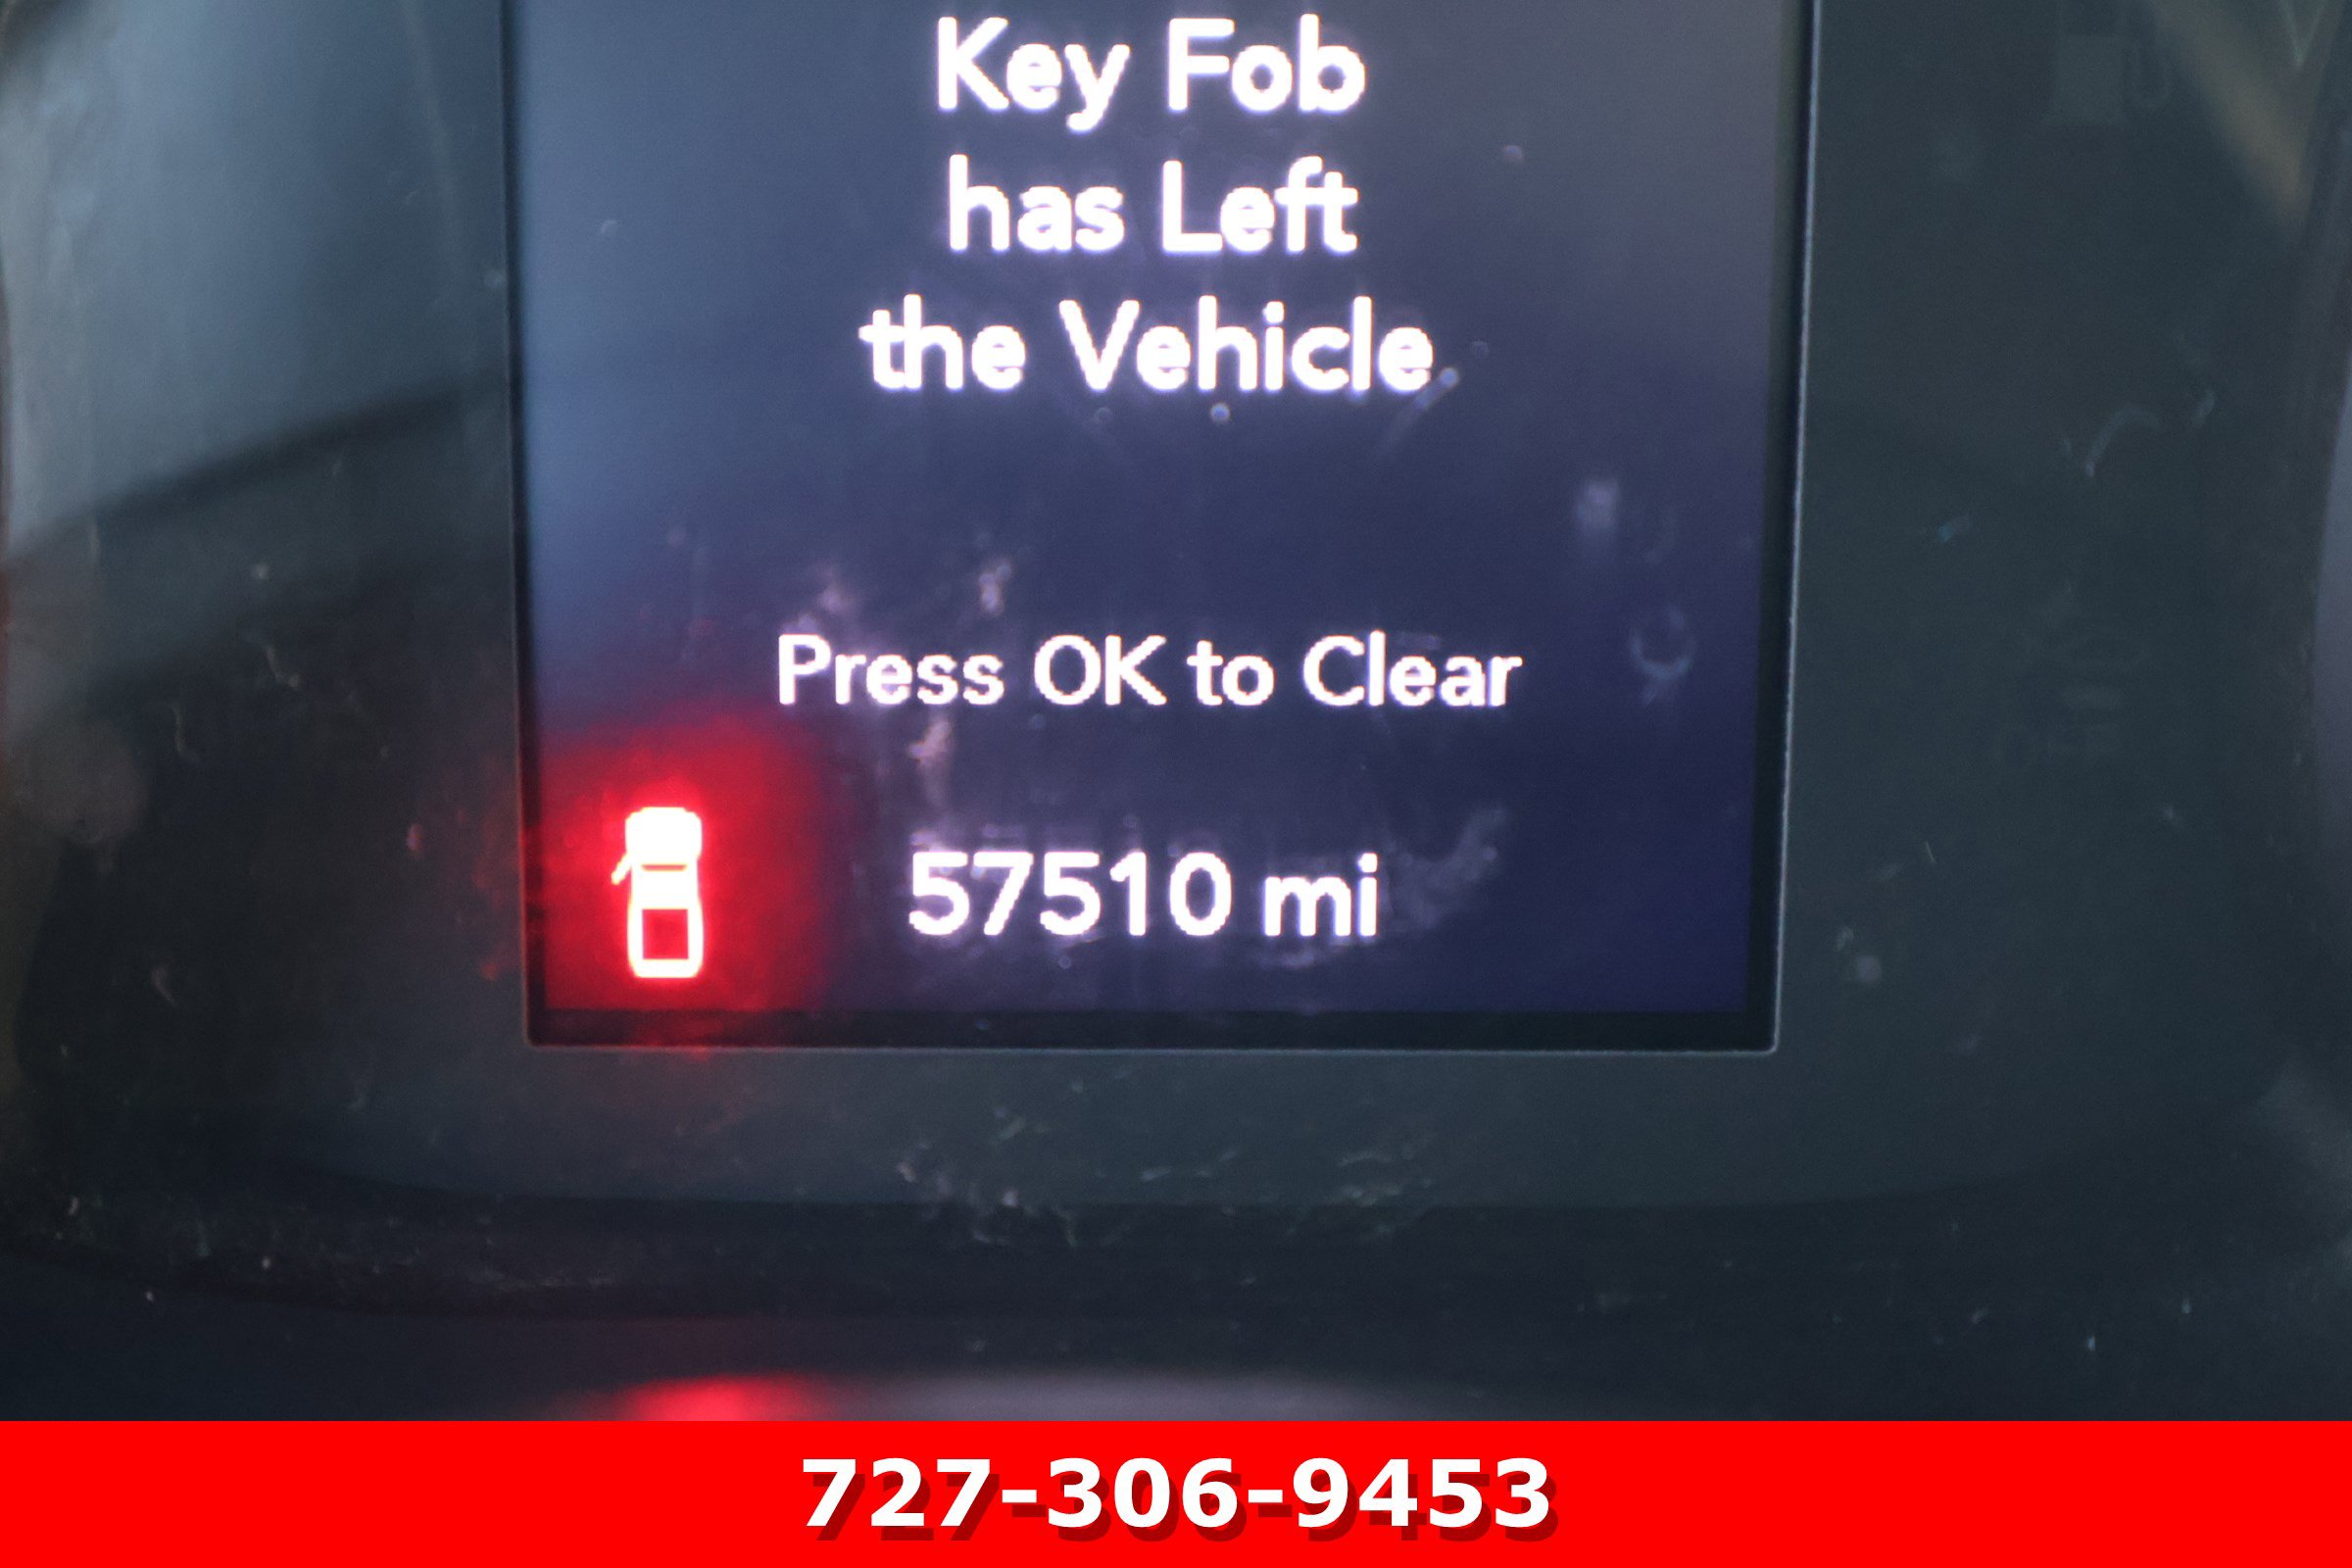 Key Fob
has Left
the Vehicle
Press OK to Clear
57510 mi
727-306-9453